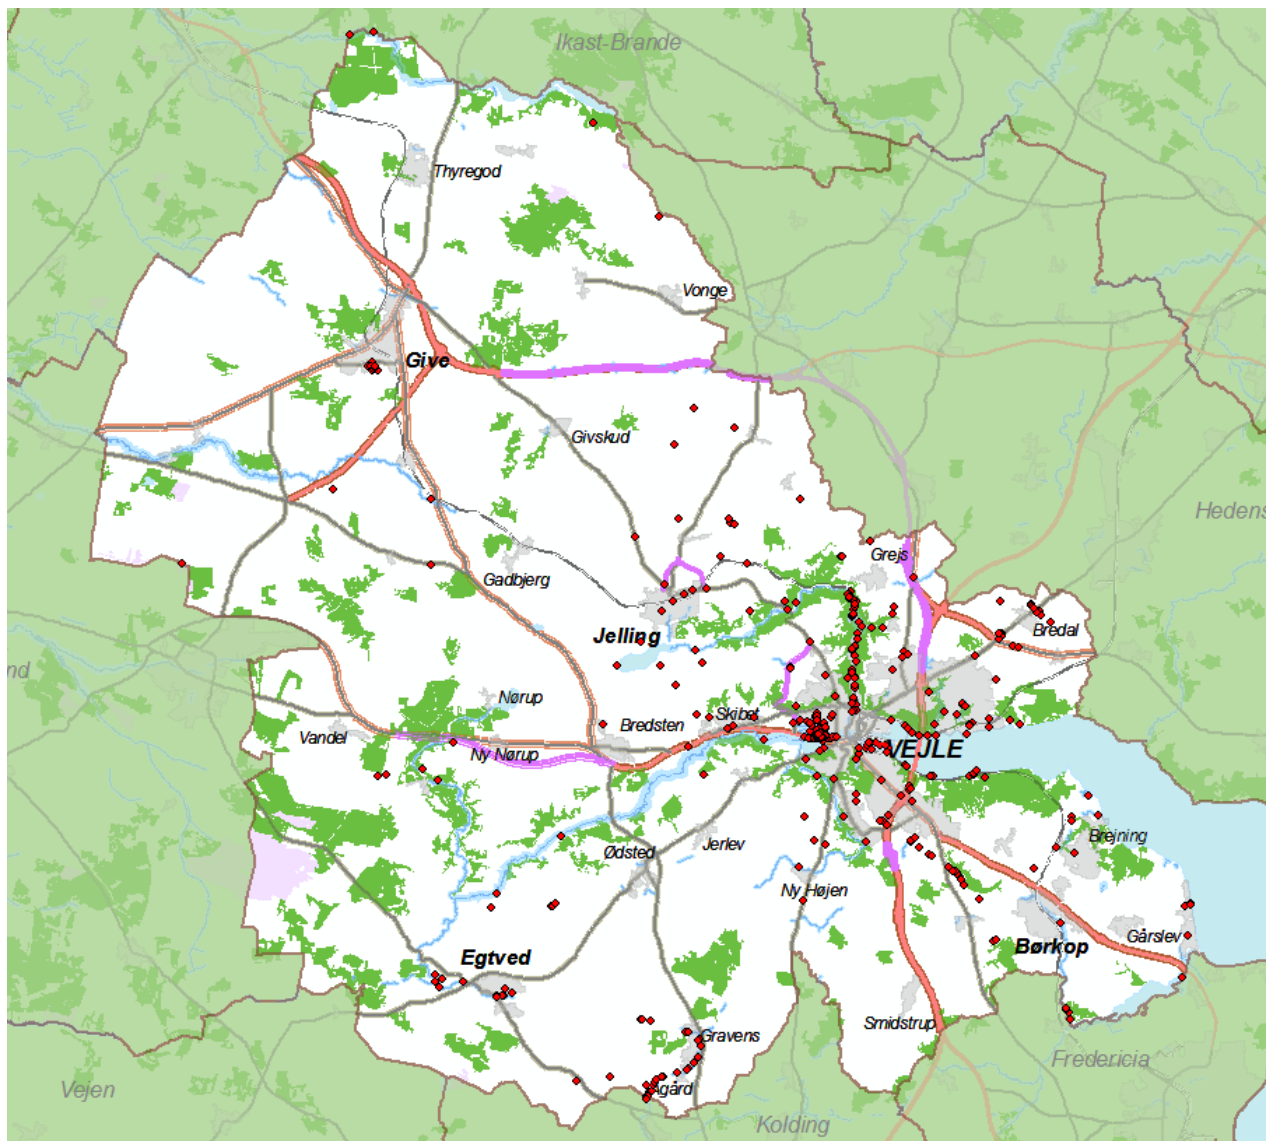 Ikast-Brande
Thyregod
Vonge
Give
Givskud
Hedens
Grejs
Gadbjerg
Bredal
Jelling
nd
Nørup
Skibet
Bredsten
Vandel
VEJLE
Ny Nørup
Brejning
Jerlev
Ødsted
Ny Højen
Gårslev
Børkop
Egtved
Smidstrup
Gravens
Fredericia
Vejen
Ågård
Kolding